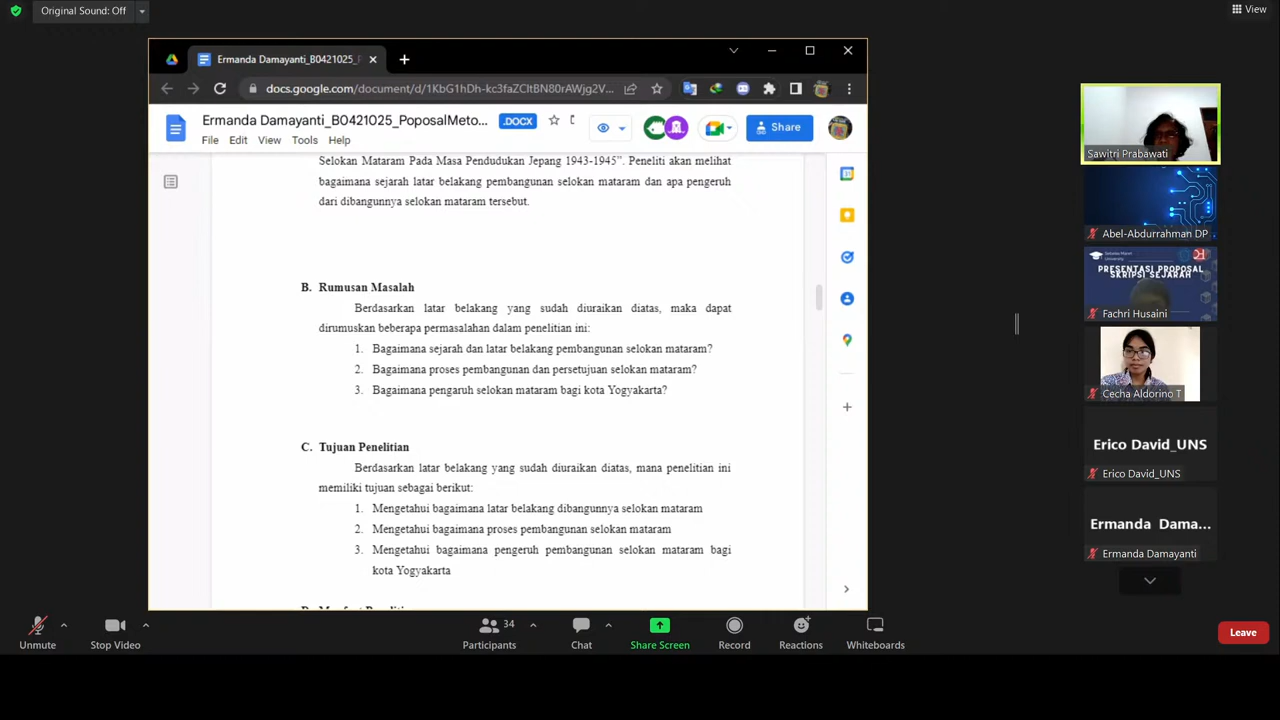 Original Sound: Off
View
Ermanda Damayanti_B0421025_P
docs.google.com/document/d/1KbG1hDh-kc3faZCItBN80rAWjg2V...
Ermanda Damayanti_B0421025_PoposalMeto...
.DOCX
File Edit View Tools Help
Share
Selokan Mataram Pada Masa Pendudukan Jepang 1943-1945”. Peneliti akan melihat
bagaimana sejarah latar belakang pembangunan selokan mataram dan apa pengeruh
dari dibangunnya selokan mataram tersebut.
B. Rumusan Masalah
Berdasarkan latar belakang yang sudah diuraikan diatas, maka dapat
dirumuskan beberapa permasalahan dalam penelitian ini:
1. Bagaimana sejarah dan latar belakang pembangunan selokan mataram?
2. Bagaimana proses pembangunan dan persetujuan selokan mataram?
3. Bagaimana pengaruh selokan mataram bagi kota Yogyakarta?
C. Tujuan Penelitian
Berdasarkan latar belakang yang sudah diuraikan diatas, mana penelitian ini
memiliki tujuan sebagai berikut:
1. Mengetahui bagaimana latar belakang dibangunnya selokan mataram
2. Mengetahui bagaimana proses pembangunan selokan mataram
3. Mengetahui bagaimana pengeruh pembangunan selokan mataram bagi
kota Yogyakarta
Sawitri Prabawati
Abel-Abdurrahman DP
PRESENTASI PROPOSAL
SKRIPSI SEJARAH
Fachri Husaini
Cecha Aldorino T
Erico David_UNS
Erico David_UNS
Ermanda Dama...
Ermanda Damayanti
Unmute
Stop Video
34
Participants
Chat
Share Screen
Record
Reactions
Whiteboards
Leave